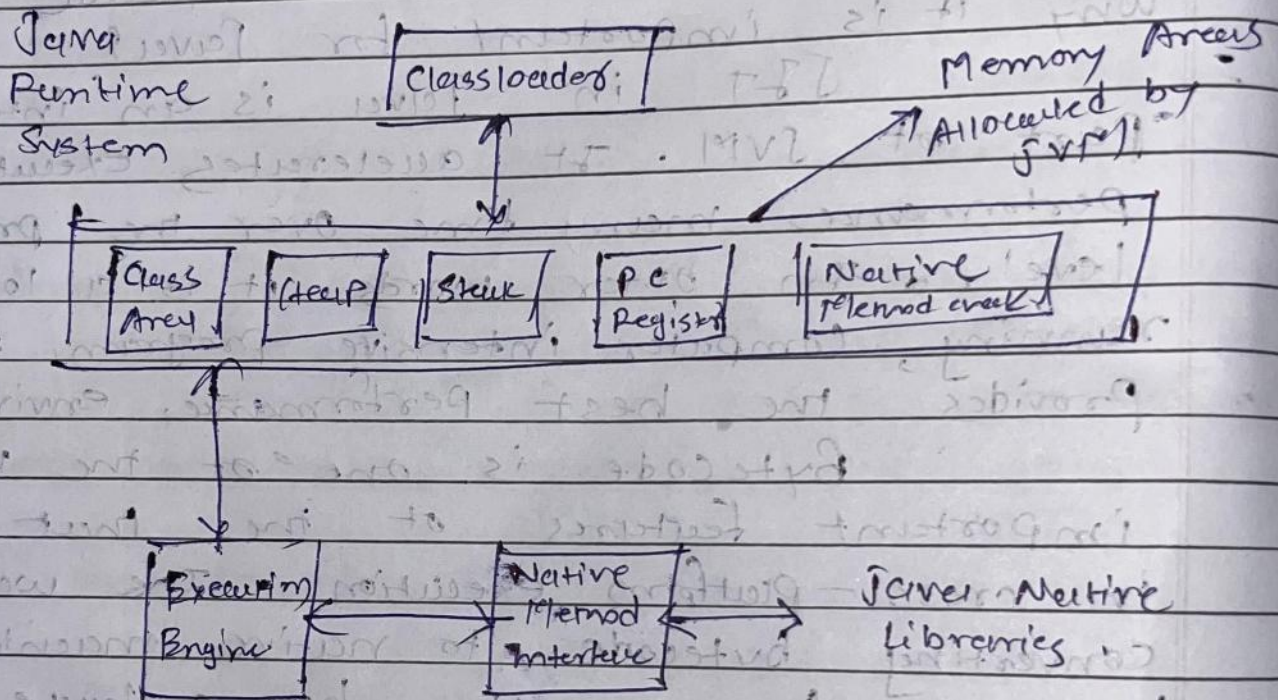 Java
Runtime
System
Classloader
Memory Areas
Allocated by
JVM
Class
Area
Heap
Stack
PC
Register
Native
Method
Execution
Engine
Native
Method
Interface
Java Native
Libraries